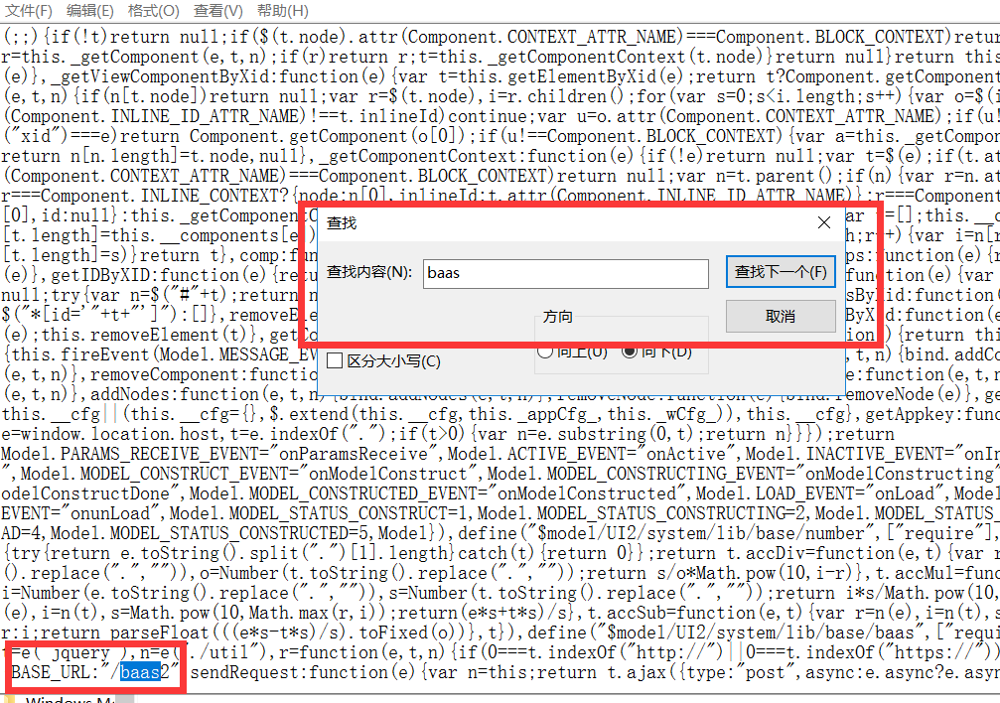 文件(F) 编辑(E) 格式(O) 查看(V) 帮助(H)
(;;){if(!t)return null;if($(t.node).attr(Component.CONTEXT_ATTR_NAME)===Component.BLOCK_CONTEXT)retur
r=this._getComponent(e,t,n);if(r)return r;t=this._getComponentContext(t.node)}return null}return this
(e)},_getViewComponentByXid:function(e){var t=this.getElementByXid(e);return t?Component.getComponent
(e,t,n){if(n[t.node])return null;var r=$(t.node),i=r.children();for(var s=0;s<i.length;s++){var o=$(i
(Component.INLINE_ID_ATTR_NAME)!==t.inlineId)continue;var u=o.attr(Component.CONTEXT_ATTR_NAME);if(u!
("xid")===e)return Component.getComponent(o[0]);if(u!==Component.BLOCK_CONTEXT){var a=this._getCompon
return n[n.length]=t.node,null},_getComponentContext:function(e){if(!e)return null;var t=$(e);if(t.at
(Component.CONTEXT_ATTR_NAME)===Component.BLOCK_CONTEXT)return null;var n=t.parent();if(n){var r=n.at
r===Component.INLINE_CONTEXT?{node:n[0],inlineId:t.attr(Component.INLINE_ID_ATTR_NAME)}:r===Component
[0],id:null}:this._getComponentC t=[];this.__c
[t.length]=this.__components[e ) h;r++){var i=n[r
[t.length]=s)}return t},comp:fun ps:function(e){r
(e)},getIDByXID:function(e){retu function(e){var
null;try{var n=$("#"+t);return n sByXid:function(
$("*[id='"+t+"']"):[]},removeEle ByXid:function(e
(e);this.removeElement(t)},getCo on(){return this
{this.fireEvent(Model.MESSAGE_EV t,n){bind.addCo
(e,t,n)},removeComponent:functio e:function(e,t,n
(e,t,n)},addNodes:function(e,t,n){bind.addNodes(e,t,n)},removeNode:function(e){bind.removeNode(e)},ge
this.__cfg||(this.__cfg={},$.extend(this.__cfg,this._appCfg_,this._wCfg_)),this.__cfg},getAppkey:func
e=window.location.host,t=e.indexOf(".");if(t>0){var n=e.substring(0,t);return n}}});return
Model.PARAMS_RECEIVE_EVENT="onParamsReceive",Model.ACTIVE_EVENT="onActive",Model.INACTIVE_EVENT="onIn
",Model.MODEL_CONSTRUCT_EVENT="onModelConstruct",Model.MODEL_CONSTRUCTING_EVENT="onModelConstructing"
odelConstructDone",Model.MODEL_CONSTRUCTED_EVENT="onModelConstructed",Model.LOAD_EVENT="onLoad",Model
EVENT="onunLoad",Model.MODEL_STATUS_CONSTRUCT=1,Model.MODEL_STATUS_CONSTRUCTING=2,Model.MODEL_STATUS_
AD=4,Model.MODEL_STATUS_CONSTRUCTED=5,Model}),define("$model/UI2/system/lib/base/number",["require"],
{try{return e.toString().split(".")[1].length}catch(t){return 0}};return t.accDiv=function(e,t){var r
().replace(".","")),o=Number(t.toString().replace(".",""));return s/o*Math.pow(10,i-r)},t.accMul=func
i=Number(e.toString().replace(".","")),s=Number(t.toString().replace(".",""));return i*s/Math.pow(10,
(e),i=n(t),s=Math.pow(10,Math.max(r,i));return(e*s+t*s)/s},t.accSub=function(e,t){var r=n(e),i=n(t),s
r:i;return parseFloat(((e*s-t*s)/s).toFixed(o))},t}),define("$model/UI2/system/lib/base/baas",["requi
t=e("jquery"),n=e("./util"),r=function(e,t,n){if(0===t.indexOf("http://")||0===t.indexOf("https://"))
BASE_URL:"/baas2" sendRequest:function(e){var n=this;return t.ajax({type:"post",async:e.async?e.asyn
查找
查找内容(N): baas 查找下一个(F)
方向 取消
区分大小写(C) 向上(U) 向下(D)